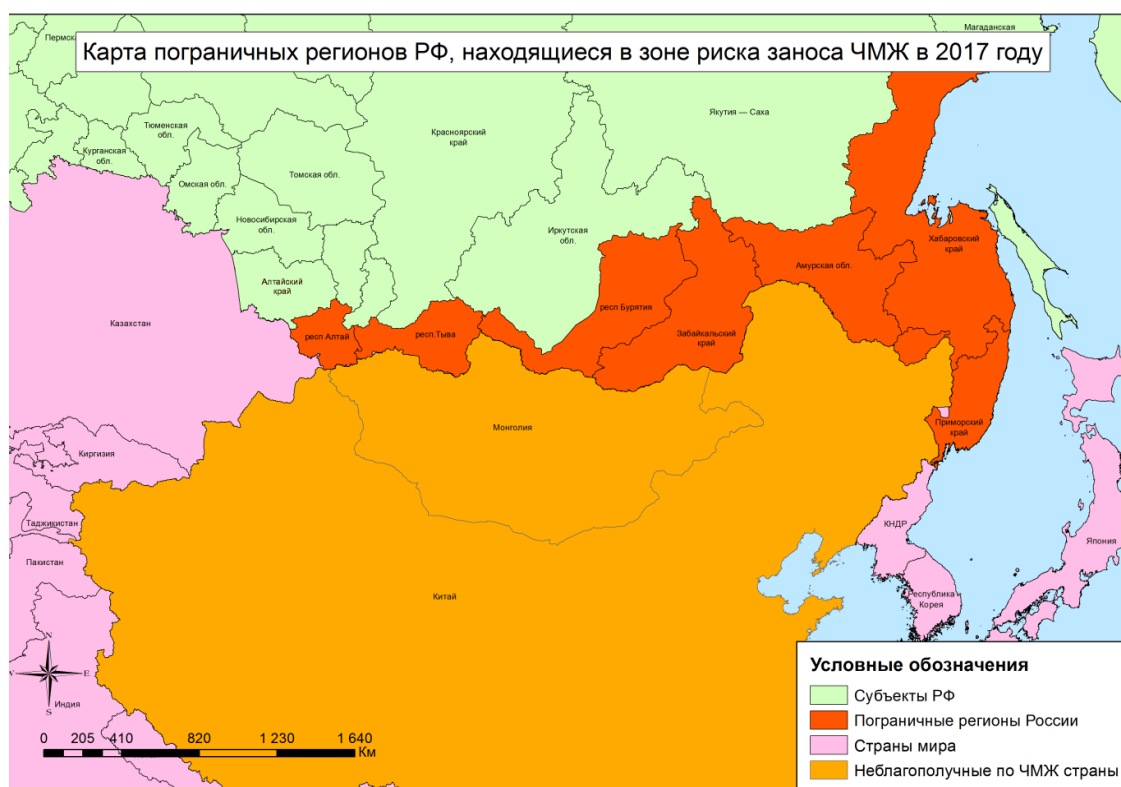 Магаданская
Пермска
Карта пограничных регионов РФ, находящиеся в зоне риска заноса ЧМЖ в 2017 году
Якутия — Саха
Тюменская
обл.
Красноярский
край
Курганская
обл.
Томская обл.
Омская обл.
Новосибирская
обл.
Иркутская
обл.
Хабаровский
край
Амурская обл.
Алтайский
край
респ Бурятия
Казахстан
респ Алтай
респ.Тыва
Забайкальский
край
Монголия
Приморский
край
Киргизия
Таджикистан
КНДР
Япония
Пакистан
Китай
Республика
Корея
N
E
S
Индия
0 205 410 820 1 230 1 640
Км
Условные обозначения
Субъекты РФ
Пограничные регионы России
Страны мира
Неблагополучные по ЧМЖ страны